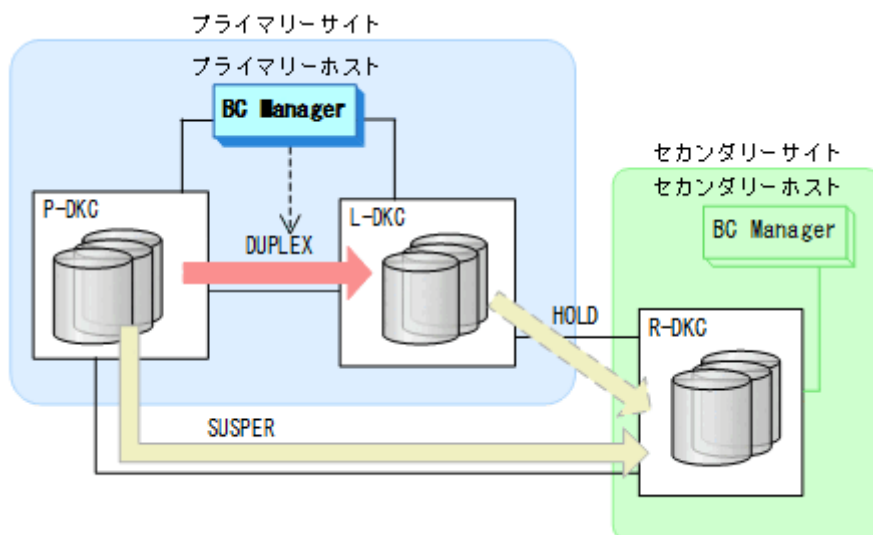 プライマリーサイト
プライマリーホスト
BC Manager
セカンダリーサイト
セカンダリーホスト
P-DKC
L-DKC
BC Manager
DUPLEX
HOLD
R-DKC
SUSPER